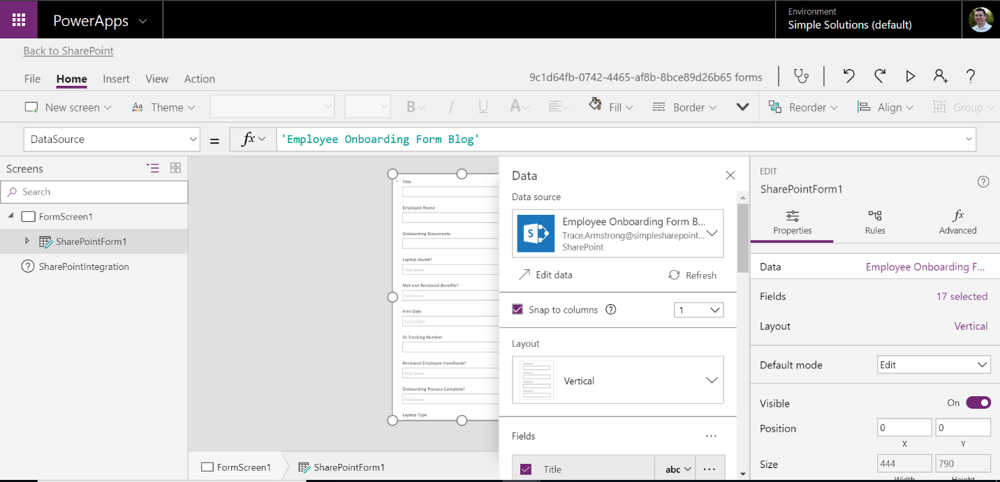 PowerApps
Environment
Simple Solutions (default)
Back to SharePoint
File Home Insert View Action
9c1d64fb-0742-4465-af8b-8bce89d26b65 forms
New screen Theme B / U A Fill Border Reorder Align Group
DataSource = fx 'Employee Onboarding Form Blog'
Screens
Search
FormScreen1
SharePointForm1
SharePointIntegration
* Title
Employee Name
Onboarding Documents
Laptop Issued?
Find items
Met and Reviewed Benefits?
Find items
Hire Date
12/31/2001
ID Tracking Number
Reviewed Employee Handbook?
Find items
Onboarding Process Complete?
Find items
Laptop Type
FormScreen1 SharePointForm1
Data
Data source
Employee Onboarding Form B...
Trace.Armstrong@simplesharepoint...
SharePoint
Edit data Refresh
Snap to columns 1
Layout
Vertical
Fields ...
Title abc ...
EDIT
SharePointForm1
Properties Rules Advanced
Data Employee Onboarding F...
Fields 17 selected
Layout Vertical
Default mode Edit
Visible On
Position 0 0
X Y
Size 444 790
Width Height